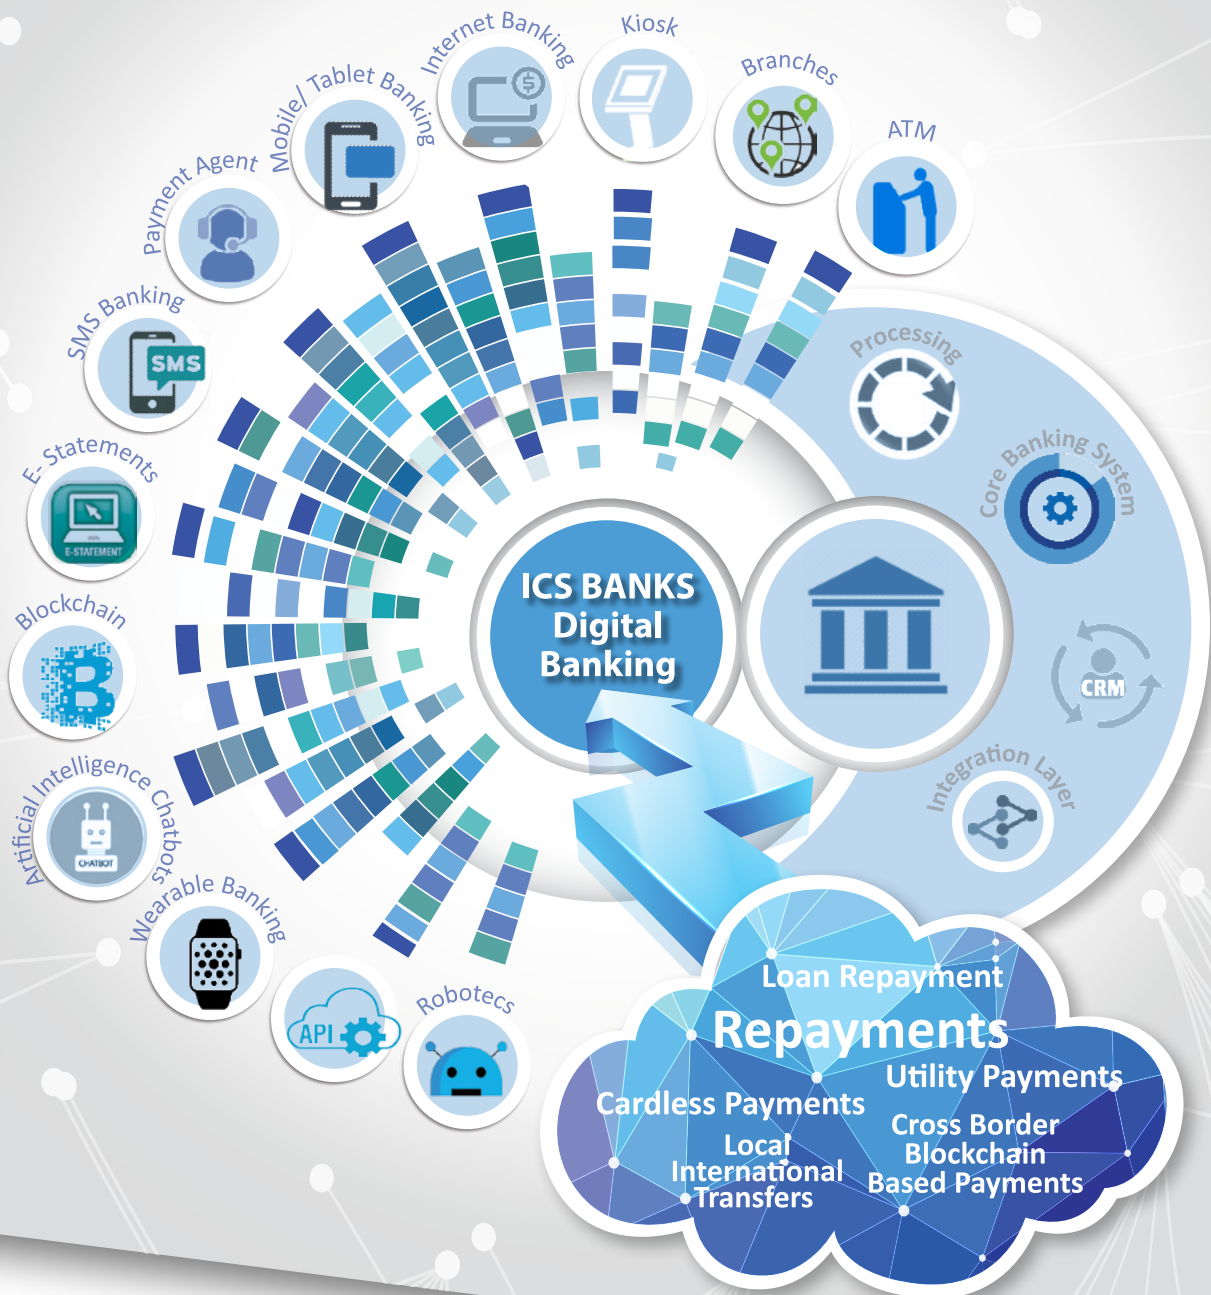 Internet Banking
Kiosk
Branches
ATM
Mobile/ Tablet Banking
Payment Agent
SMS Banking
SMS
E- Statements
E-STATEMENT
Blockchain
Artificial Intelligence Chatbots
CHATBOT
Wearable Banking
API
Robotecs
Processing
Core Banking System
CRM
Integration Layer
ICS BANKS
Digital
Banking
Loan Repayment
Repayments
Utility Payments
Cardless Payments
Cross Border
Blockchain
Based Payments
Local
International
Transfers